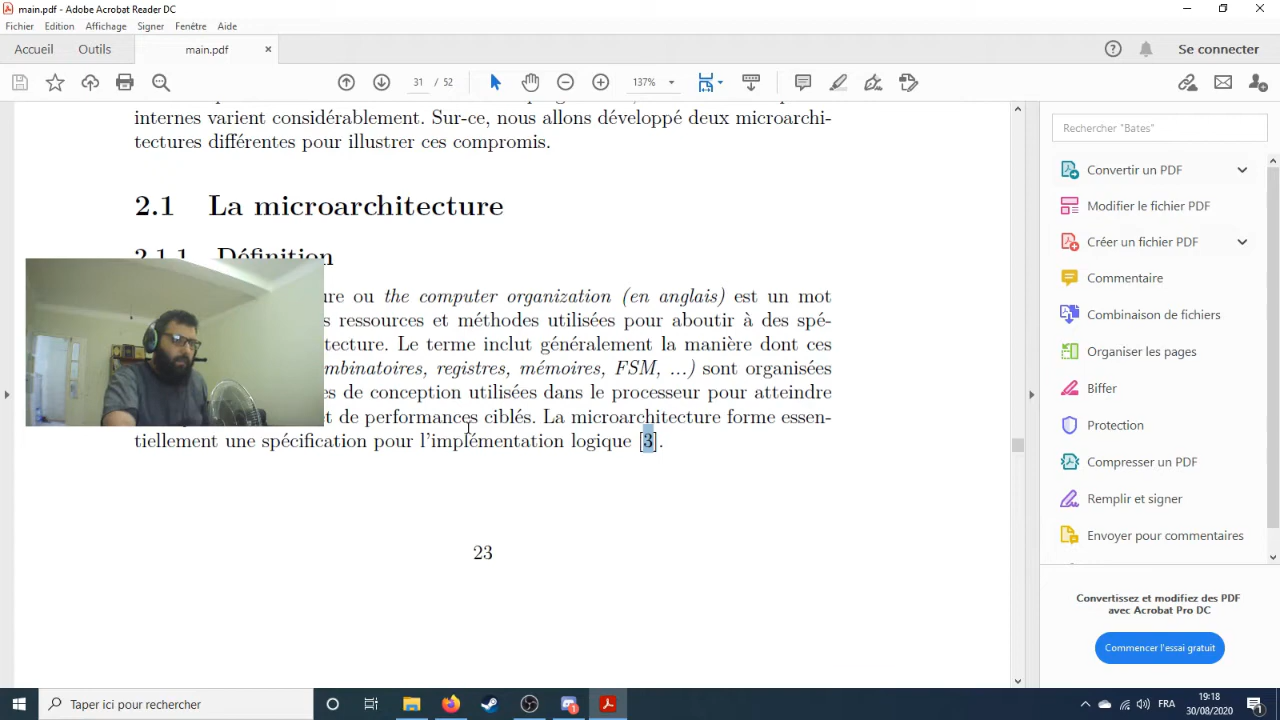 main.pdf - Adobe Acrobat Reader DC
Fichier Edition Affichage Signer Fenêtre Aide
Accueil Outils main.pdf × Se connecter
31 / 52 137%
internes varient considérablement. Sur-ce, nous allons développé deux microarchi-
tectures différentes pour illustrer ces compromis.
2.1 La microarchitecture
2.1.1 Définition
ure ou the computer organization (en anglais) est un mot
s ressources et méthodes utilisées pour aboutir à des spé-
tecture. Le terme inclut généralement la manière dont ces
mbinatoires, registres, mémoires, FSM, ...) sont organisées
es de conception utilisées dans le processeur pour atteindre
et de performances ciblés. La microarchitecture forme essen-
tiellement une spécification pour l'implémentation logique [3].
23
Rechercher "Bates"
Convertir un PDF
Modifier le fichier PDF
Créer un fichier PDF
Commentaire
Combinaison de fichiers
Organiser les pages
Biffer
Protection
Compresser un PDF
Remplir et signer
Envoyer pour commentaires
Convertissez et modifiez des PDF
avec Acrobat Pro DC
Commencer l'essai gratuit
Taper ici pour rechercher
FRA
19:18
30/08/2020